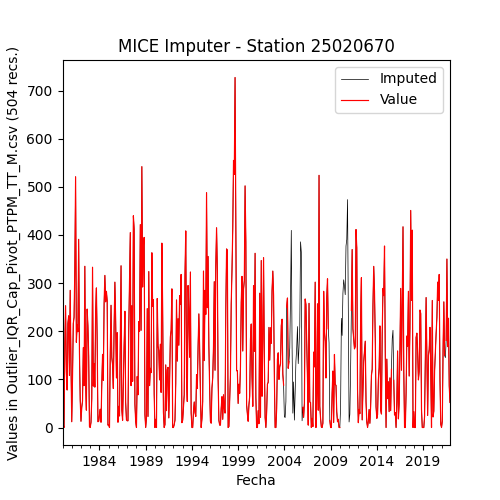 MICE Imputer - Station 25020670
Imputed
Value
Values in Outlier_IQR_Cap_Pivot_PTPM_TT_M.csv (504 recs.)
700
600
500
400
300
200
100
0
1984 1989 1994 1999 2004 2009 2014 2019
Fecha